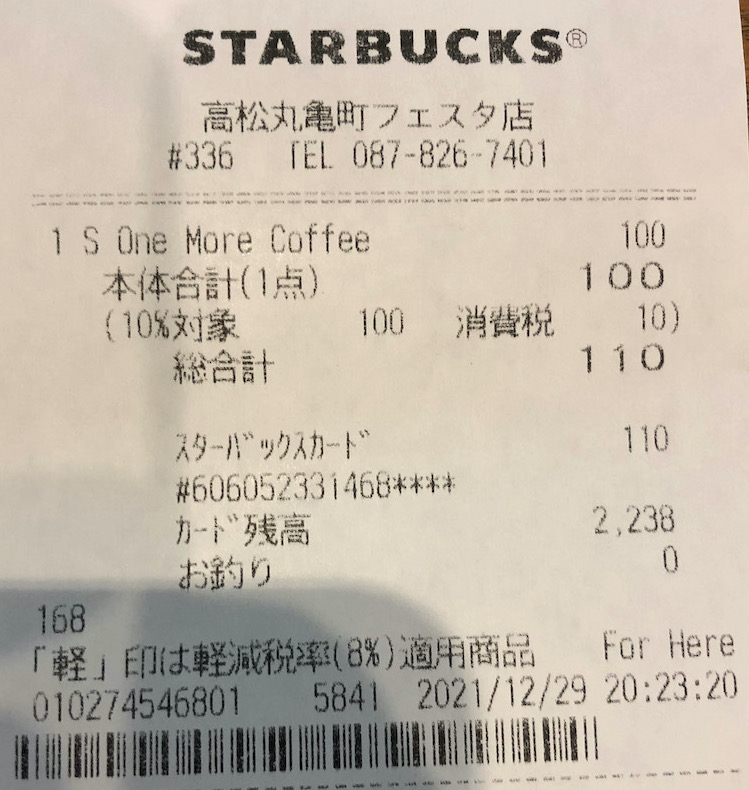 STARBUCKS®
高松丸亀町フェスタ店
#336 TEL 087-826-7401
1 S One More Coffee 100
本体合計(1点) 100
(10%対象 100 消費税 10)
総合計 110
ｽﾀｰﾊﾞｯｸｽｶｰﾄﾞ 110
#606052331468****
ｶｰﾄﾞ残高 2,238
お釣り 0
168
「軽」印は軽減税率(8%)適用商品 For Here
010274546801 5841 2021/12/29 20:23:20